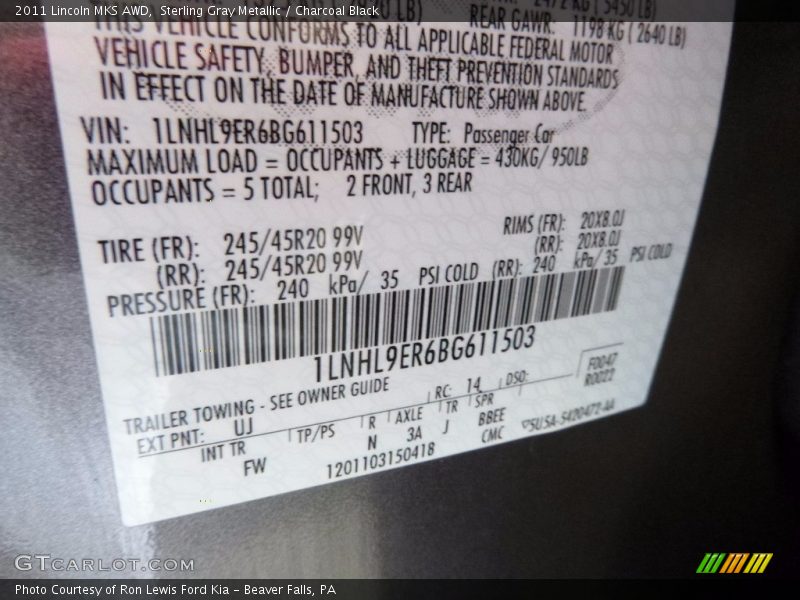 2011 Lincoln MKS AWD,  Sterling Gray Metallic / Charcoal Black
REAR GAWR: 1198 KG ( 2640 LB)
THIS VEHICLE CONFORMS TO ALL APPLICABLE FEDERAL MOTOR
VEHICLE SAFETY, BUMPER, AND THEFT PREVENTION STANDARDS
IN EFFECT ON THE DATE OF MANUFACTURE SHOWN ABOVE.
VIN: 1LNHL9ER6BG611503 TYPE: Passenger Car
MAXIMUM LOAD = OCCUPANTS + LUGGAGE = 430KG/ 950LB
OCCUPANTS = 5 TOTAL; 2 FRONT, 3 REAR
TIRE (FR): 245/45R20 99V RIMS (FR): 20X8.0J
(RR): 245/45R20 99V (RR): 20X8.0J
PRESSURE (FR): 240 kPa/ 35 PSI COLD (RR): 240 kPa/ 35 PSI COLD
1LNHL9ER6BG611503
TRAILER TOWING - SEE OWNER GUIDE
F0047
R0022
EXT PNT: UJ RC: 14 DSO:
INT TR TP/PS R AXLE TR SPR
FW N 3A J BBEE
1201103150418 CMC
GTCARLOT.COM
Photo Courtesy of Ron Lewis Ford Kia – Beaver Falls, PA